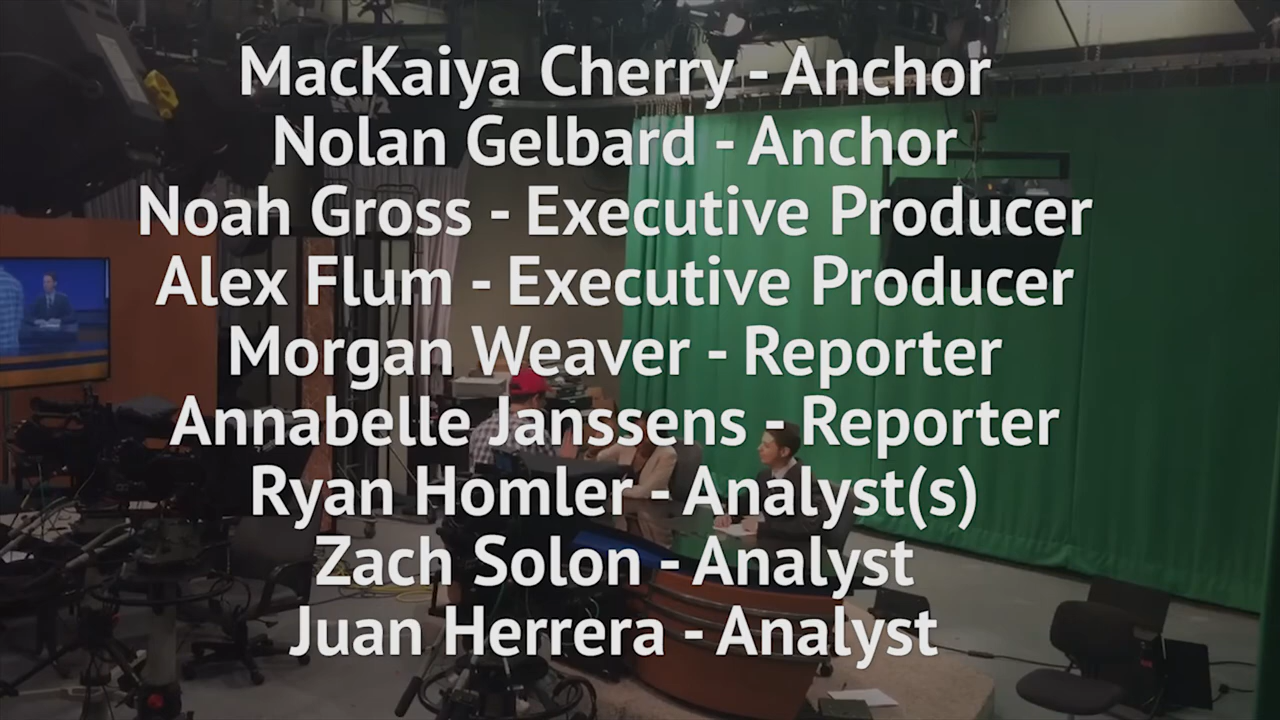 MacKaiya Cherry - Anchor
Nolan Gelbard - Anchor
Noah Gross - Executive Producer
Alex Flum - Executive Producer
Morgan Weaver - Reporter
Annabelle Janssens - Reporter
Ryan Homler - Analyst(s)
Zach Solon - Analyst
Juan Herrera - Analyst